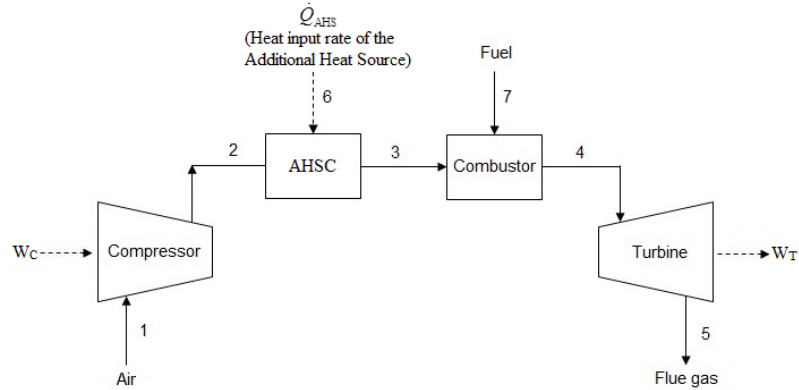 Q̇AHS
(Heat input rate of the
Additional Heat Source)
Fuel
6
7
2
3
4
AHSC
Combustor
WC
Compressor
Turbine
WT
1
5
Air
Flue gas